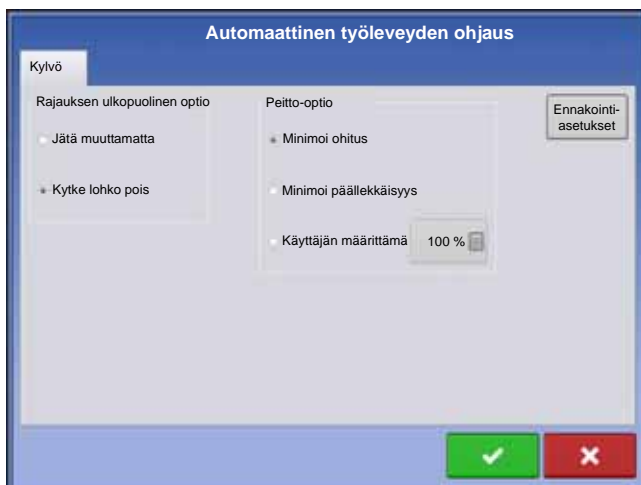 Automaattinen työleveyden ohjaus
Kylvö
Rajauksen ulkopuolinen optio
Jätä muuttamatta
Kytke lohko pois
Peitto-optio
Minimoi ohitus
Minimoi päällekkäisyys
Käyttäjän määrittämä
100 %
Ennakointi-
asetukset